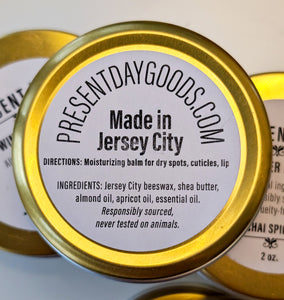 PRESENTDAYGOODS.COM
Made in
Jersey City
DIRECTIONS: Moisturizing balm for dry spots, cuticles, lip
INGREDIENTS: Jersey City beeswax, shea butter,
almond oil, apricot oil, essential oil.
Responsibly sourced,
never tested on animals.
CHAI SPI
2 oz.